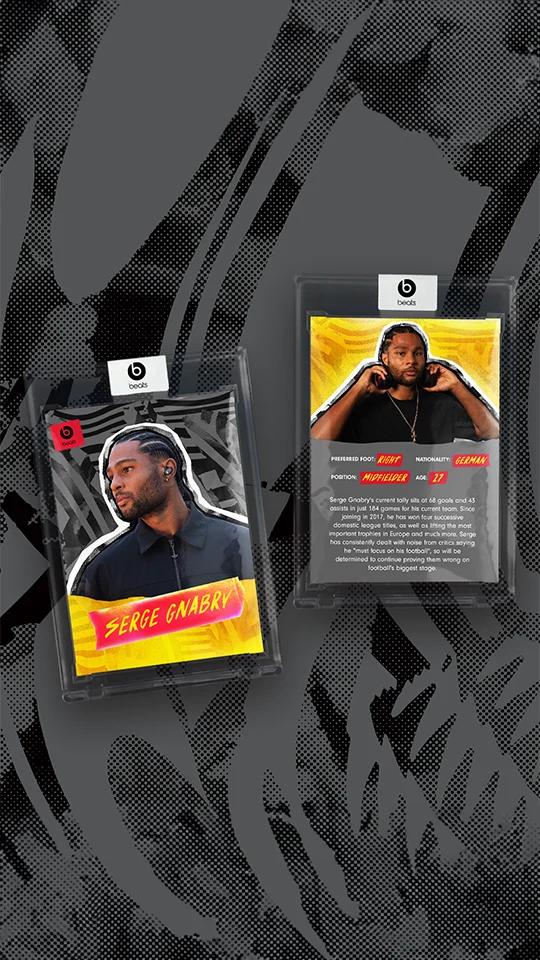 beats
beats
SERGE GNABRY
beats
PREFERRED FOOT: RIGHT NATIONALITY: GERMAN
POSITION: MIDFIELDER AGE: 27
Serge Gnabry's current tally sits at 68 goals and 43
assists in just 184 games for his current team. Since
joining in 2017, he has won four successive
domestic league titles, as well as lifting the most
important trophies in Europe and much more. Serge
has consistently dealt with noise from critics saying
he "must focus on his football", so will be
determined to continue proving them wrong on
football's biggest stage.